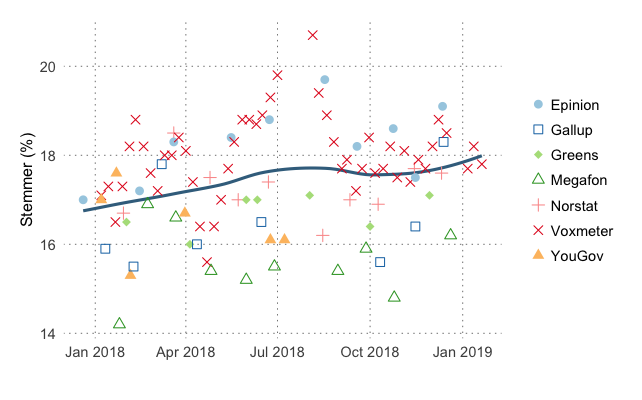 Stemmer (%)
20
18
16
14
Jan 2018
Apr 2018
Jul 2018
Oct 2018
Jan 2019
Epinion
Gallup
Greens
Megafon
Norstat
Voxmeter
YouGov